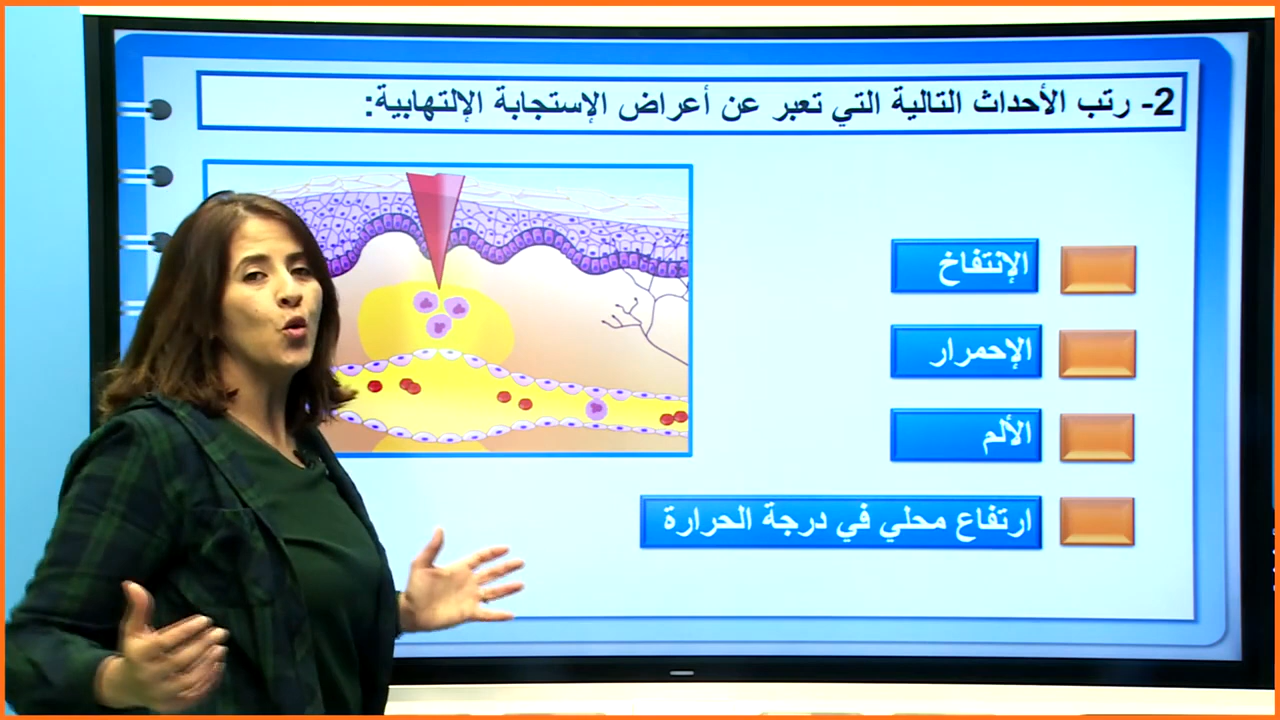 2- رتب الأحداث التالية التي تعبر عن أعراض الإستجابة الإلتهابية:
الإنتفاخ
الإحمرار
الألم
ارتفاع محلي في درجة الحرارة